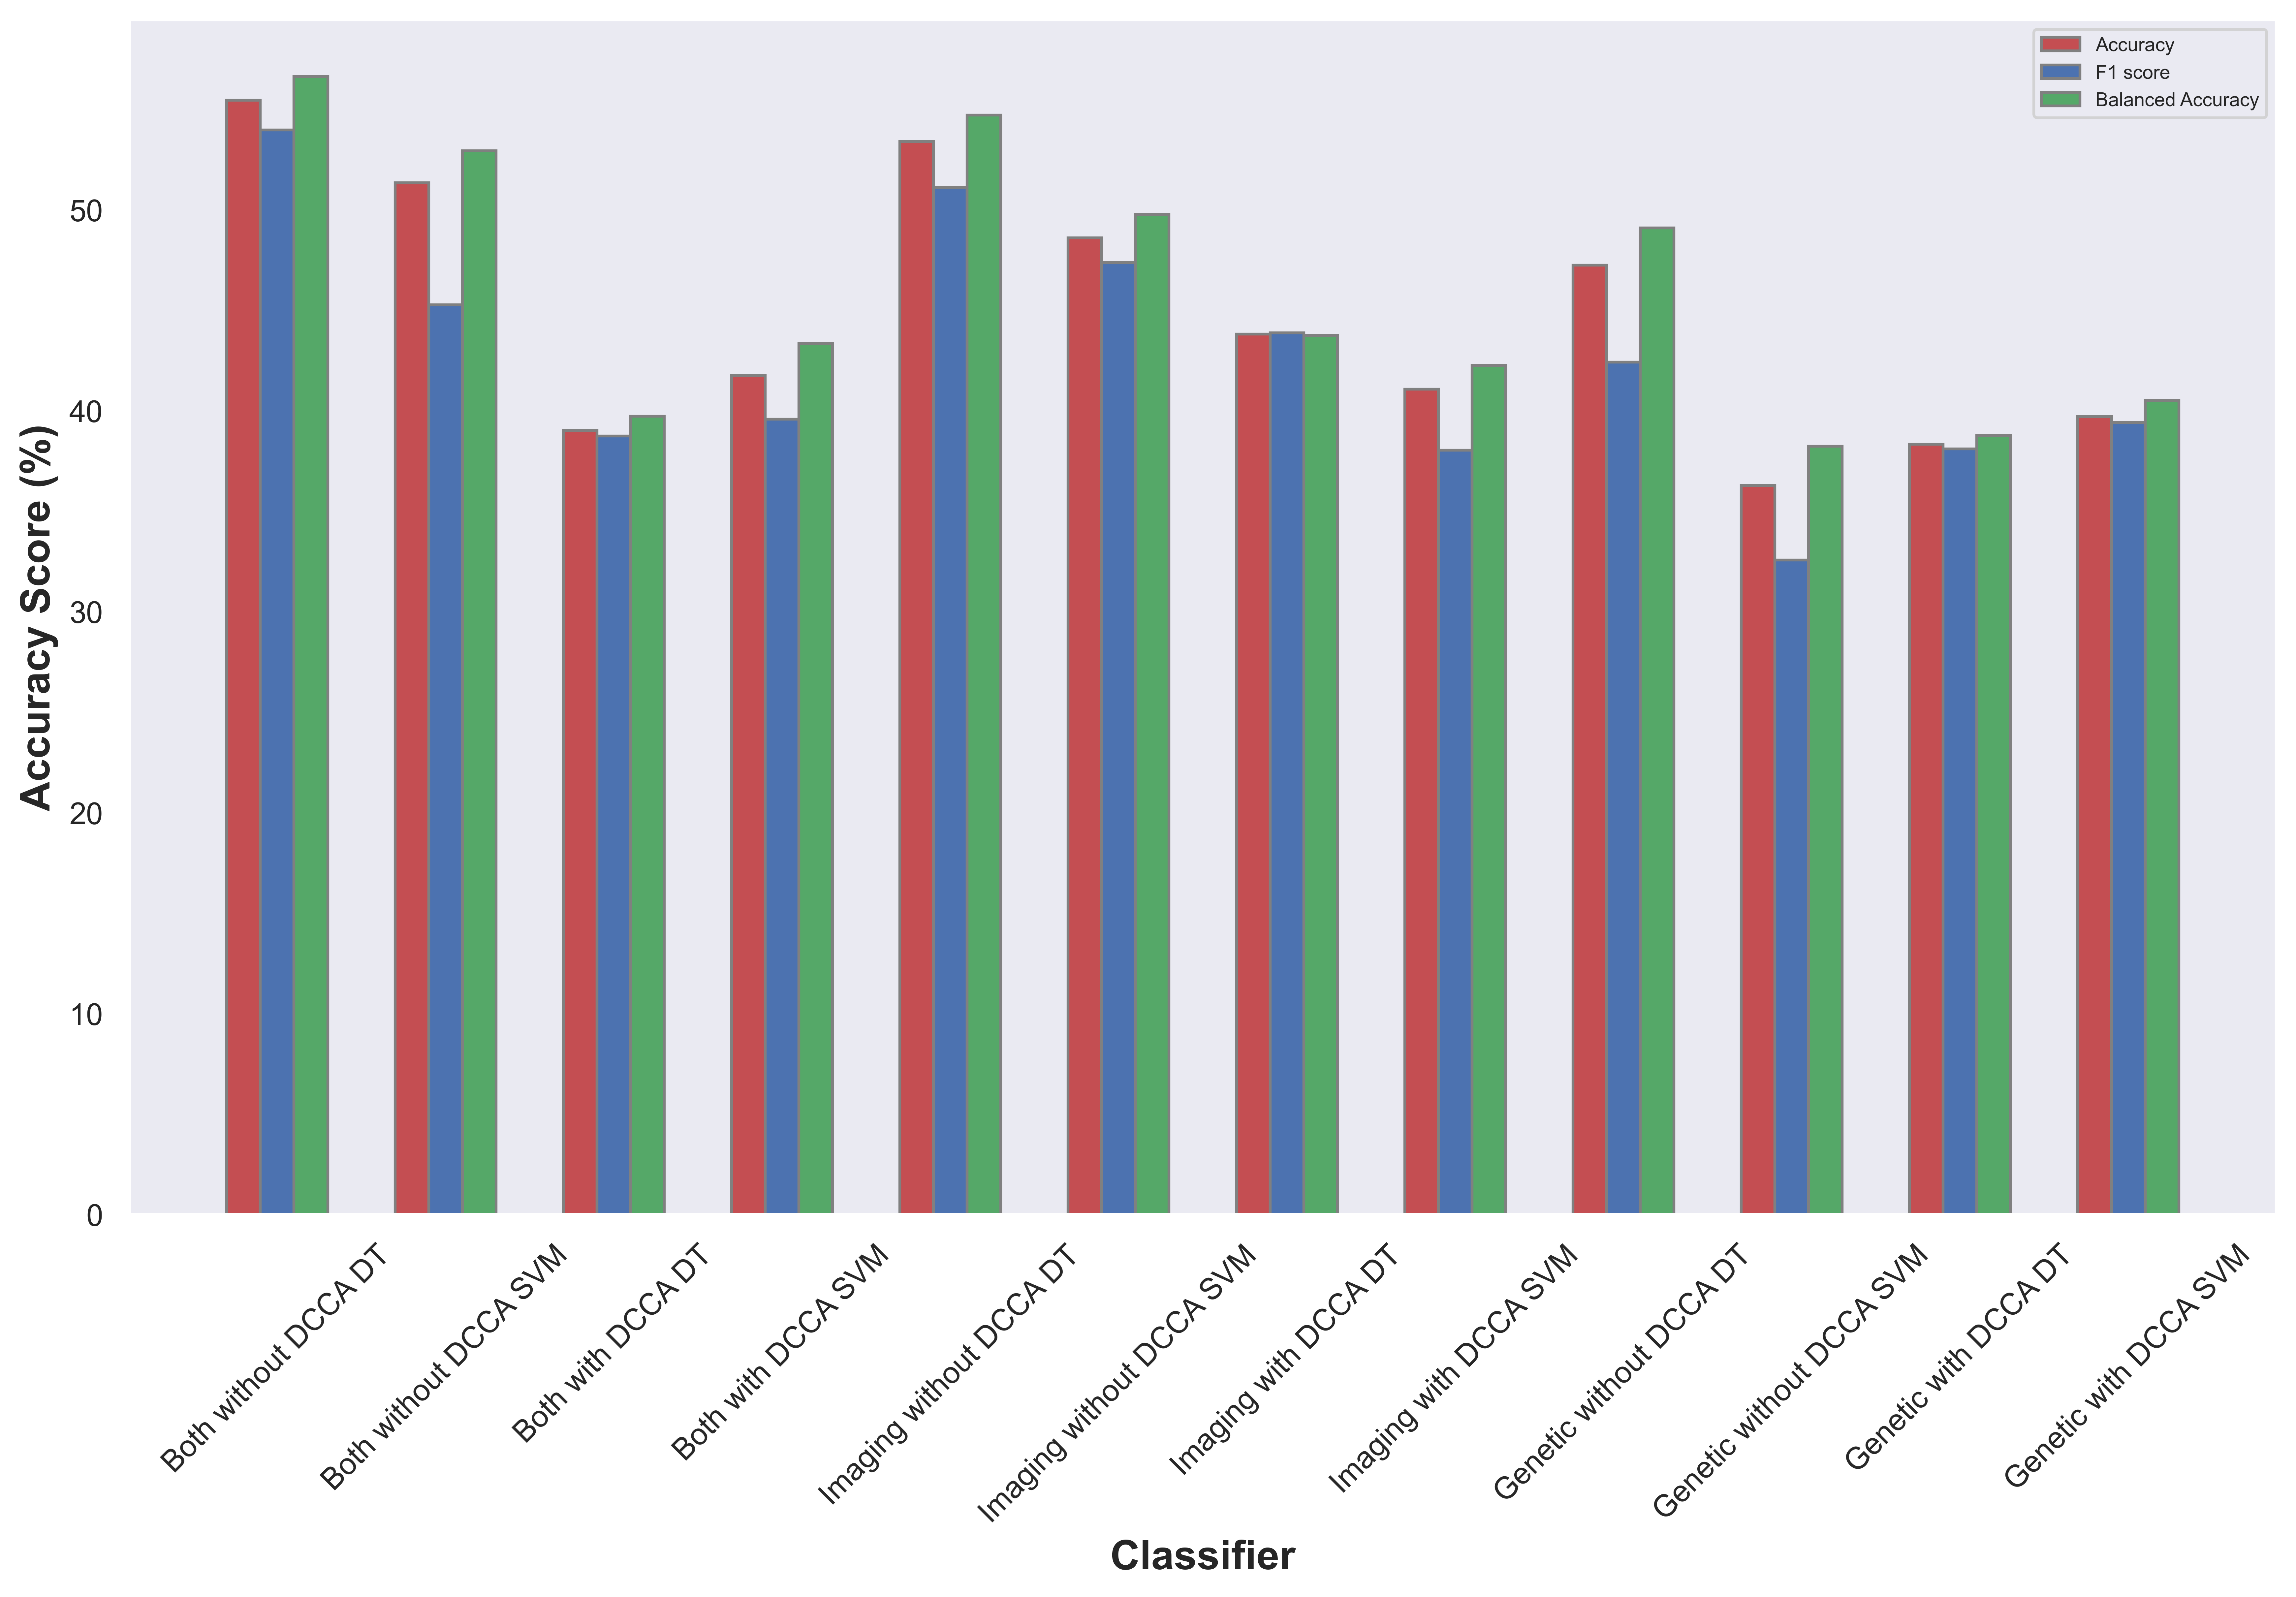 Accuracy
F1 score
Balanced Accuracy
Accuracy Score (%)
50
40
30
20
10
0
Both without DCCA DT
Both without DCCA SVM
Both with DCCA DT
Both with DCCA SVM
Imaging without DCCA DT
Imaging without DCCA SVM
Imaging with DCCA DT
Imaging with DCCA SVM
Genetic without DCCA DT
Genetic without DCCA SVM
Genetic with DCCA DT
Genetic with DCCA SVM
Classifier